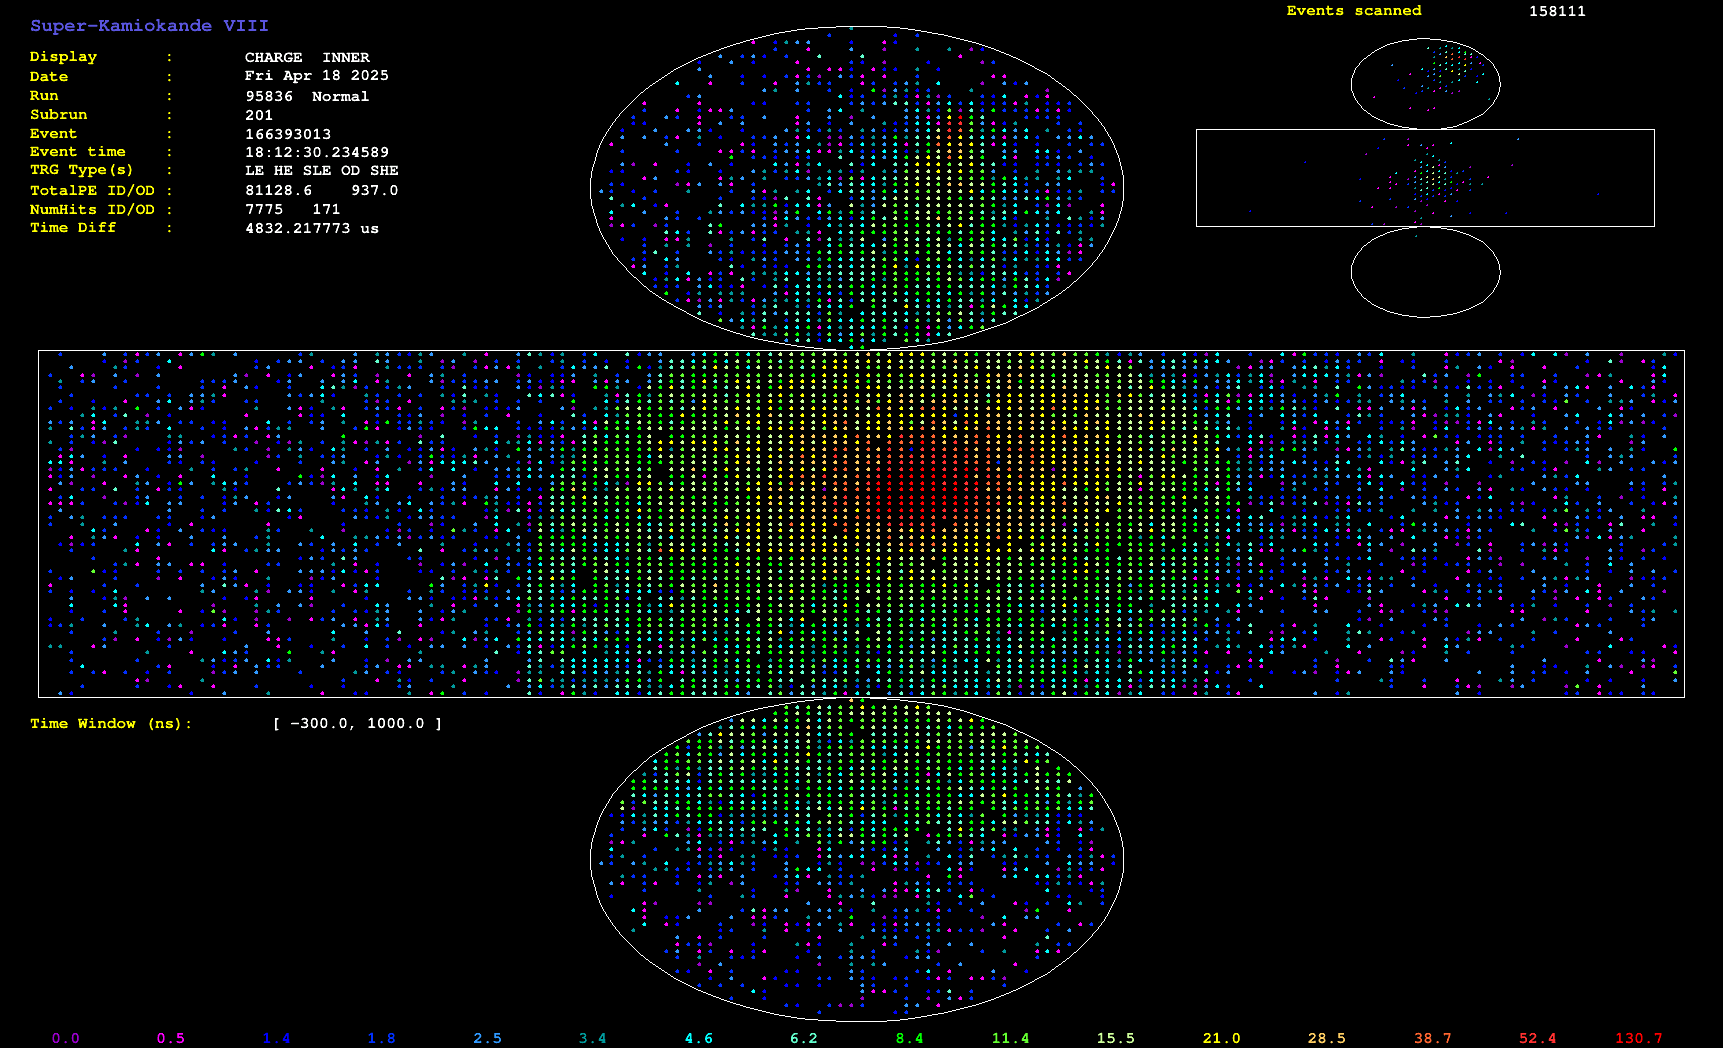 Super-Kamiokande VIII
Display : CHARGE INNER
Date : Fri Apr 18 2025
Run : 95836 Normal
Subrun : 201
Event : 166393013
Event time : 18:12:30.234589
TRG Type(s) : LE HE SLE OD SHE
TotalPE ID/OD : 81128.6 937.0
NumHits ID/OD : 7775 171
Time Diff : 4832.217773 us
Events scanned 158111
Time Window (ns): [ -300.0, 1000.0 ]
0.0 0.5 1.4 1.8 2.5 3.4 4.6 6.2 8.4 11.4 15.5 21.0 28.5 38.7 52.4 130.7